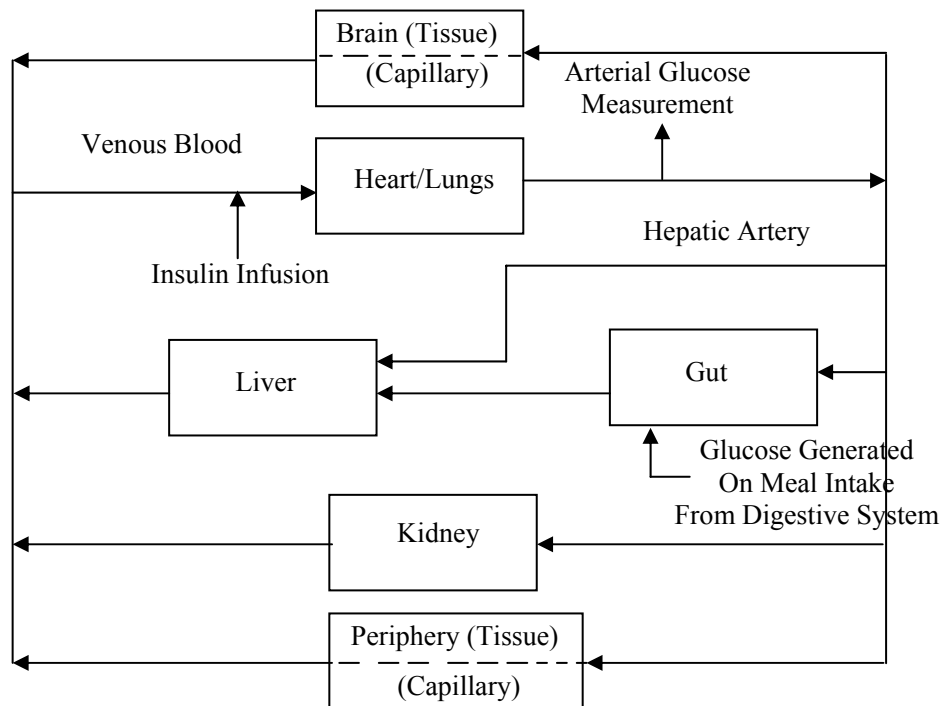 Brain (Tissue)
(Capillary)
Arterial Glucose
Measurement
Venous Blood
Heart/Lungs
Hepatic Artery
Insulin Infusion
Liver
Gut
Glucose Generated
On Meal Intake
From Digestive System
Kidney
Periphery (Tissue)
(Capillary)